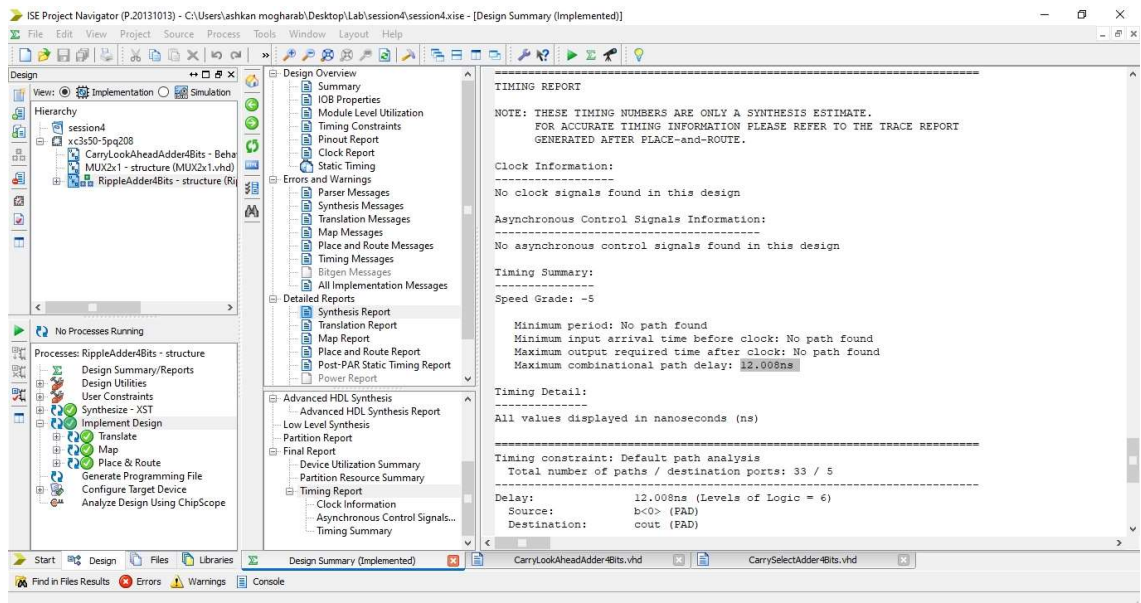 ISE Project Navigator (P.20131013) - C:\Users\ashkan mogharab\Desktop\Lab\session4\session4.xise - [Design Summary (Implemented)]
File Edit View Project Source Process Tools Window Layout Help
Design
View: Implementation Simulation
Hierarchy
session4
xc3s50-5pq208
CarryLookAheadAdder4Bits - Beha
MUX2x1 - structure (MUX2x1.vhd)
RippleAdder4Bits - structure (Ri
No Processes Running
Processes: RippleAdder4Bits - structure
Design Summary/Reports
Design Utilities
User Constraints
Synthesize - XST
Implement Design
Translate
Map
Place & Route
Generate Programming File
Configure Target Device
Analyze Design Using ChipScope
Design Overview
Summary
IOB Properties
Module Level Utilization
Timing Constraints
Pinout Report
Clock Report
Static Timing
Errors and Warnings
Parser Messages
Synthesis Messages
Translation Messages
Map Messages
Place and Route Messages
Timing Messages
Bitgen Messages
All Implementation Messages
Detailed Reports
Synthesis Report
Translation Report
Map Report
Place and Route Report
Post-PAR Static Timing Report
Power Report
Advanced HDL Synthesis
Advanced HDL Synthesis Report
Low Level Synthesis
Partition Report
Final Report
Device Utilization Summary
Partition Resource Summary
Timing Report
Clock Information
Asynchronous Control Signals...
Timing Summary
TIMING REPORT
NOTE: THESE TIMING NUMBERS ARE ONLY A SYNTHESIS ESTIMATE.
FOR ACCURATE TIMING INFORMATION PLEASE REFER TO THE TRACE REPORT
GENERATED AFTER PLACE-and-ROUTE.
Clock Information:
------------------
No clock signals found in this design
Asynchronous Control Signals Information:
----------------------------------------
No asynchronous control signals found in this design
Timing Summary:
---------------
Speed Grade: -5
Minimum period: No path found
Minimum input arrival time before clock: No path found
Maximum output required time after clock: No path found
Maximum combinational path delay: 12.008ns
Timing Detail:
--------------
All values displayed in nanoseconds (ns)
Timing constraint: Default path analysis
Total number of paths / destination ports: 33 / 5
Delay: 12.008ns (Levels of Logic = 6)
Source: b<0> (PAD)
Destination: cout (PAD)
Start Design Files Libraries Design Summary (Implemented) CarryLookAheadAdder4Bits.vhd CarrySelectAdder4Bits.vhd
Find in Files Results Errors Warnings Console